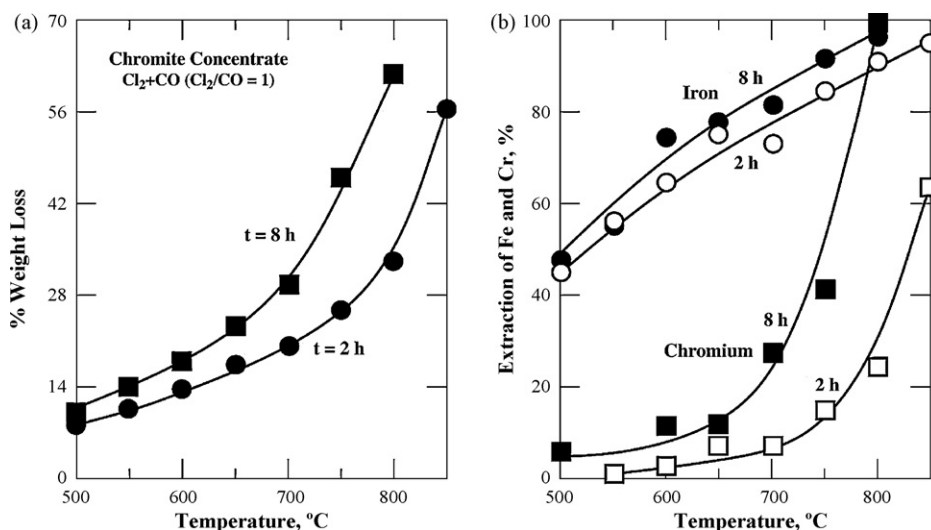 (a)
70
56
42
28
14
0
% Weight Loss
Chromite Concentrate
Cl₂+CO (Cl₂/CO = 1)
t = 8 h
t = 2 h
500
600
700
800
Temperature, ºC
(b)
100
80
60
40
20
0
Extraction of Fe and Cr, %
8 h
Iron
2 h
8 h
Chromium
2 h
500
600
700
800
Temperature, ºC